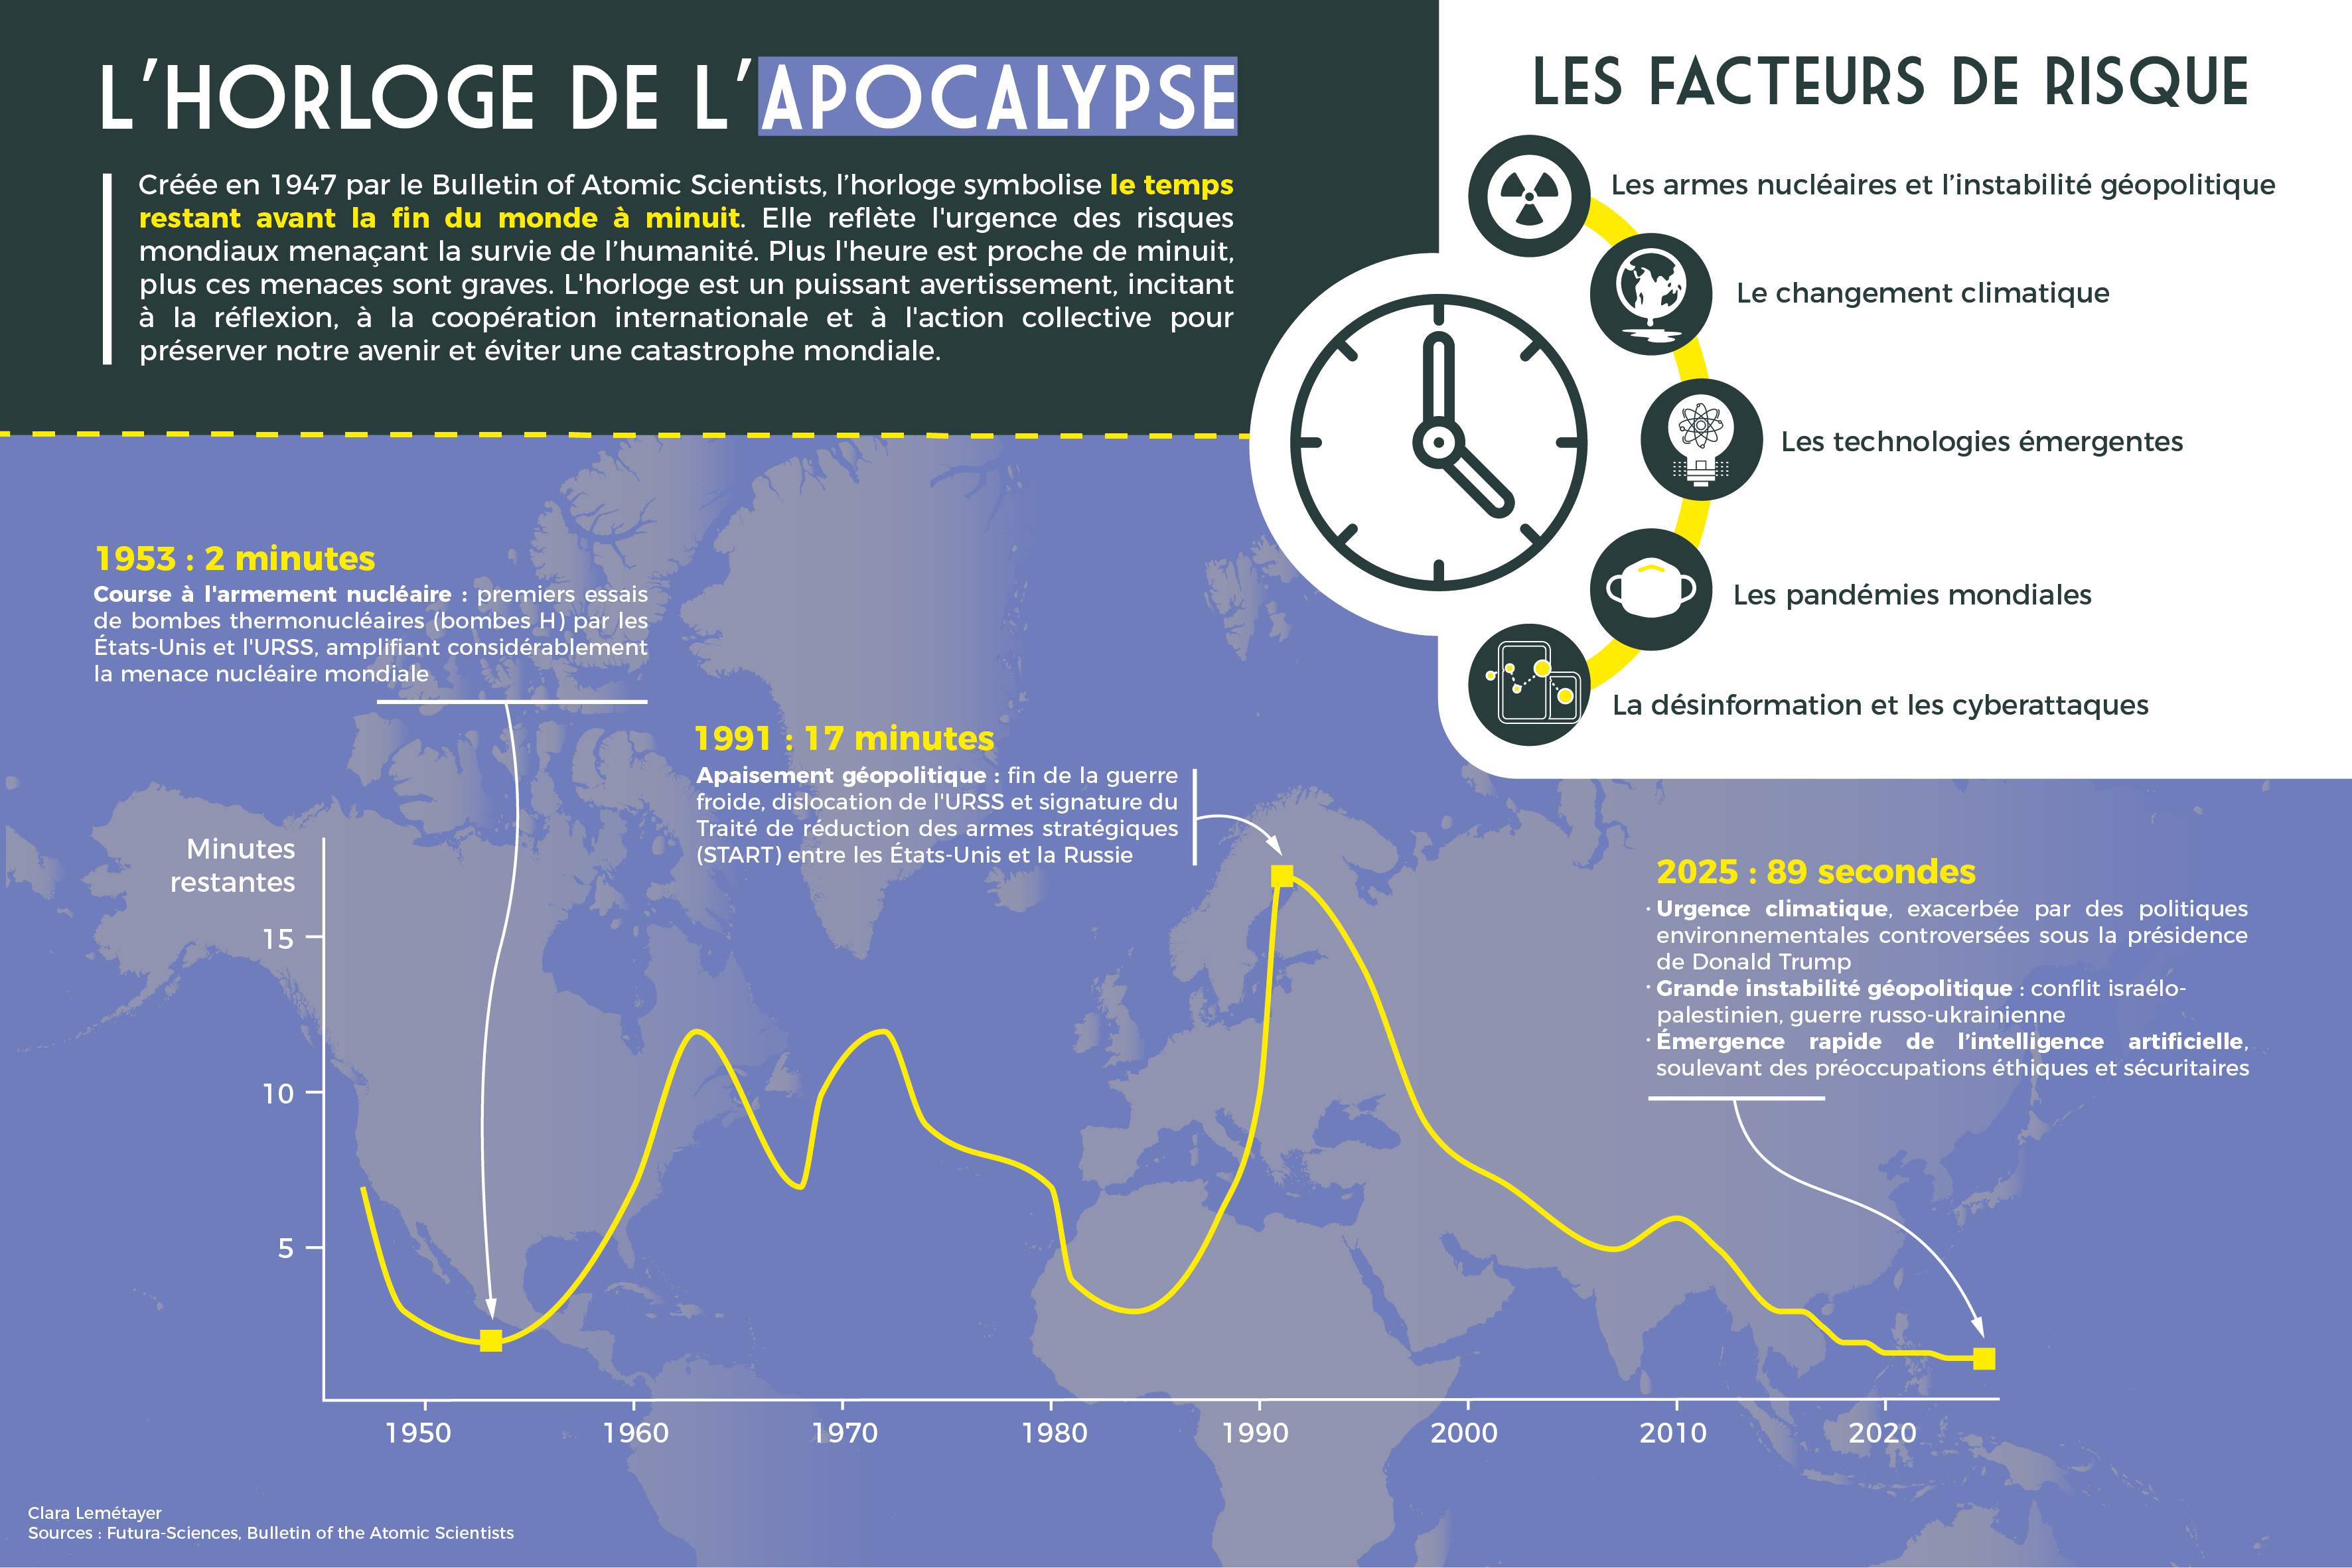 L'HORLOGE DE L'APOCALYPSE
Créée en 1947 par le Bulletin of Atomic Scientists, l’horloge symbolise le temps
restant avant la fin du monde à minuit. Elle reflète l'urgence des risques
mondiaux menaçant la survie de l’humanité. Plus l'heure est proche de minuit,
plus ces menaces sont graves. L'horloge est un puissant avertissement, incitant
à la réflexion, à la coopération internationale et à l'action collective pour
préserver notre avenir et éviter une catastrophe mondiale.
LES FACTEURS DE RISQUE
Les armes nucléaires et l’instabilité géopolitique
Le changement climatique
Les technologies émergentes
Les pandémies mondiales
La désinformation et les cyberattaques
1953 : 2 minutes
Course à l'armement nucléaire : premiers essais
de bombes thermonucléaires (bombes H) par les
États-Unis et l'URSS, amplifiant considérablement
la menace nucléaire mondiale
1991 : 17 minutes
Apaisement géopolitique : fin de la guerre
froide, dislocation de l'URSS et signature du
Traité de réduction des armes stratégiques
(START) entre les États-Unis et la Russie
2025 : 89 secondes
· Urgence climatique, exacerbée par des politiques
environnementales controversées sous la présidence
de Donald Trump
· Grande instabilité géopolitique : conflit israélo-
palestinien, guerre russo-ukrainienne
· Émergence rapide de l’intelligence artificielle,
soulevant des préoccupations éthiques et sécuritaires
Minutes
restantes
15
10
5
1950 1960 1970 1980 1990 2000 2010 2020
Clara Lemétayer
Sources : Futura-Sciences, Bulletin of the Atomic Scientists